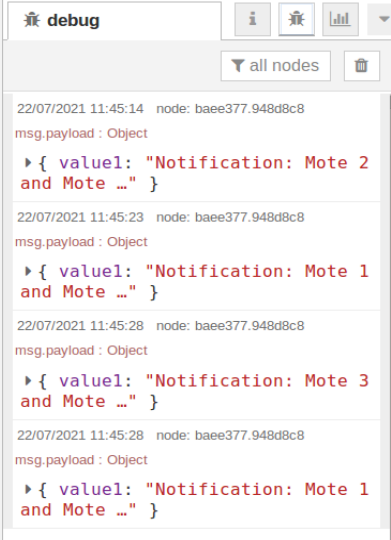 debug
all nodes
22/07/2021 11:45:14 node: baee377.948d8c8
msg.payload : Object
{ value1: "Notification: Mote 2
and Mote …" }
22/07/2021 11:45:23 node: baee377.948d8c8
msg.payload : Object
{ value1: "Notification: Mote 1
and Mote …" }
22/07/2021 11:45:28 node: baee377.948d8c8
msg.payload : Object
{ value1: "Notification: Mote 3
and Mote …" }
22/07/2021 11:45:28 node: baee377.948d8c8
msg.payload : Object
{ value1: "Notification: Mote 1
and Mote …" }